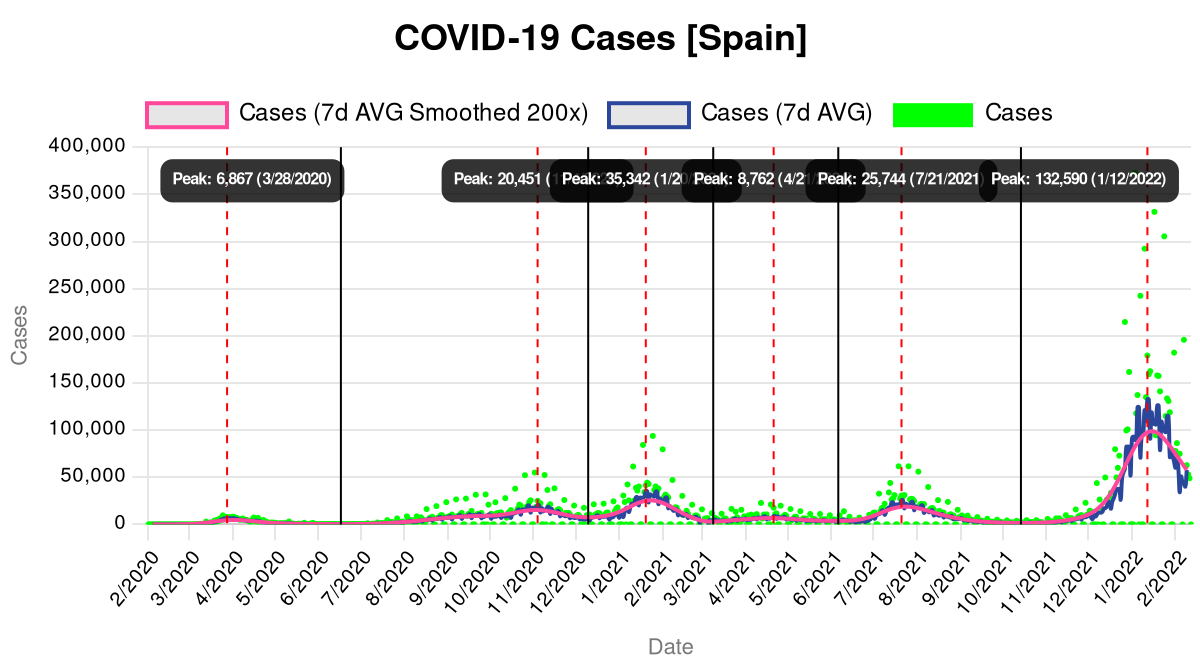 COVID-19 Cases [Spain]
Cases (7d AVG Smoothed 200x)
Cases (7d AVG)
Cases
400,000
350,000
300,000
250,000
200,000
150,000
100,000
50,000
0
Cases
Peak: 6,867 (3/28/2020)
Peak: 20,451
Peak: 35,342
Peak: 8,762
Peak: 25,744 (7/21/2021)
Peak: 132,590 (1/12/2022)
2/2020
3/2020
4/2020
5/2020
6/2020
7/2020
8/2020
9/2020
10/2020
11/2020
12/2020
1/2021
2/2021
3/2021
4/2021
5/2021
6/2021
7/2021
8/2021
9/2021
10/2021
11/2021
12/2021
1/2022
2/2022
Date